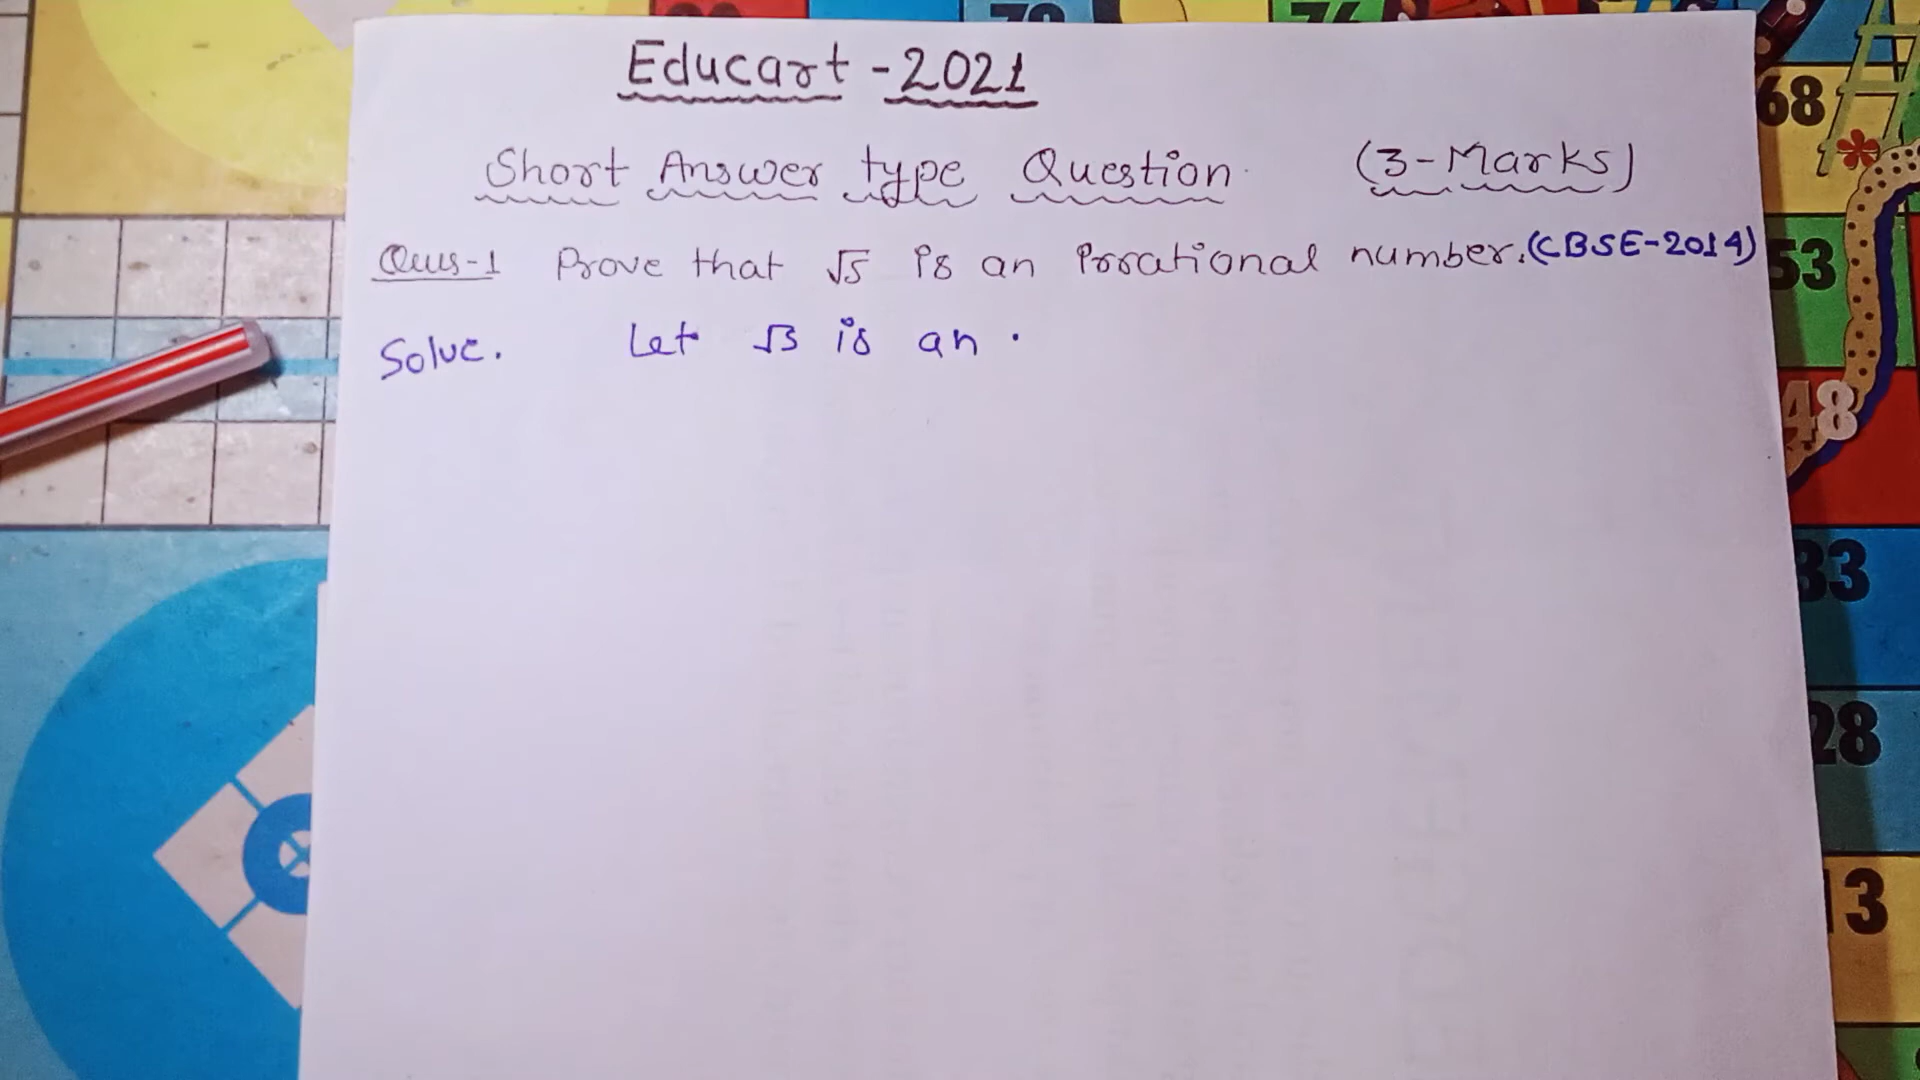 Educart - 2021
Short Answer type Question (3-Marks)
Ques-1 Prove that √5 is an irrational number. (CBSE-2014)
Solve. Let √3 is an
68
53
48
33
28
13